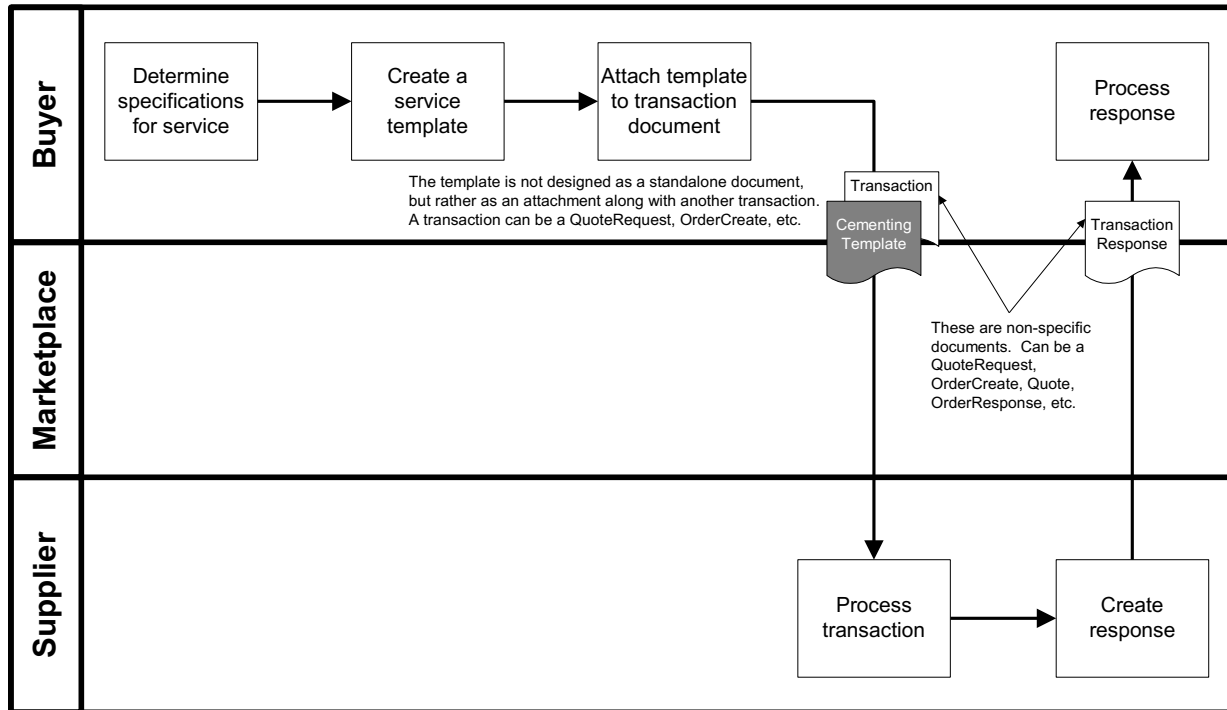 Buyer
Determine
specifications
for service
Create a
service
template
Attach template
to transaction
document
Process
response
The template is not designed as a standalone document,
but rather as an attachment along with another transaction.
A transaction can be a QuoteRequest, OrderCreate, etc.
Transaction
Cementing
Template
Transaction
Response
Marketplace
These are non-specific
documents.  Can be a
QuoteRequest,
OrderCreate, Quote,
OrderResponse, etc.
Supplier
Process
transaction
Create
response